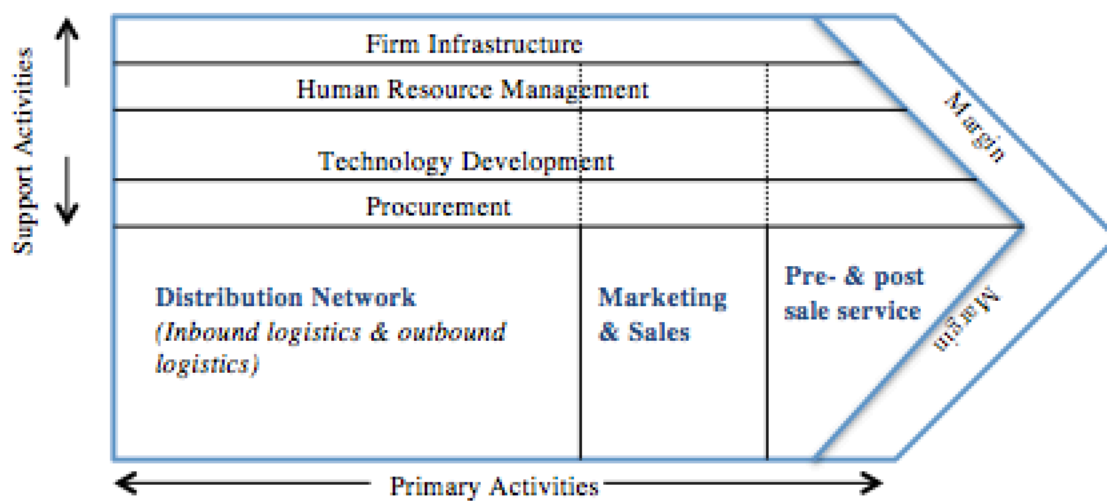 Support Activities
Firm Infrastructure
Human Resource Management
Technology Development
Procurement
Margin
Distribution Network
(Inbound logistics & outbound
logistics)
Marketing
& Sales
Pre- & post
sale service
Margin
Primary Activities